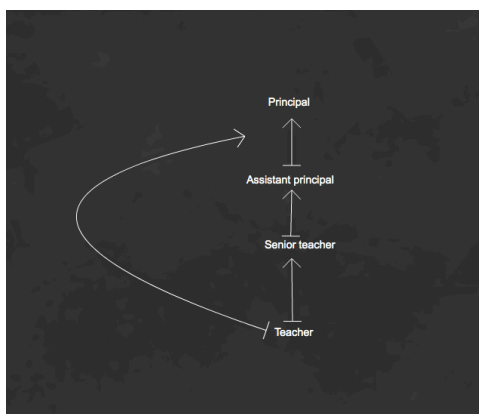 Principal
Assistant principal
Senior teacher
Teacher